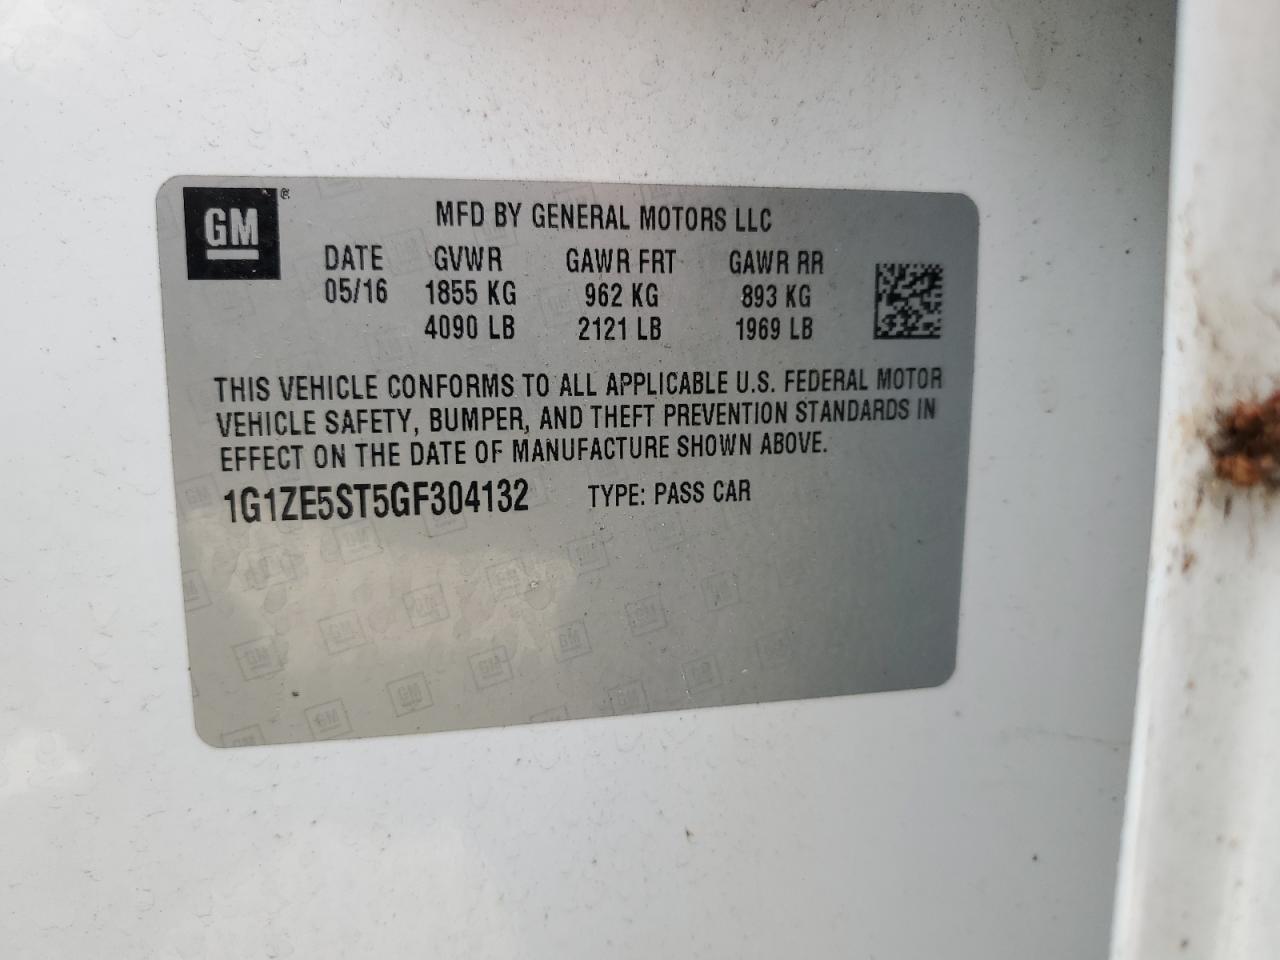 GM ®
MFD BY GENERAL MOTORS LLC
DATE GVWR GAWR FRT GAWR RR
05/16 1855 KG 962 KG 893 KG
4090 LB 2121 LB 1969 LB
THIS VEHICLE CONFORMS TO ALL APPLICABLE U.S. FEDERAL MOTOR
VEHICLE SAFETY, BUMPER, AND THEFT PREVENTION STANDARDS IN
EFFECT ON THE DATE OF MANUFACTURE SHOWN ABOVE.
1G1ZE5ST5GF304132 TYPE: PASS CAR